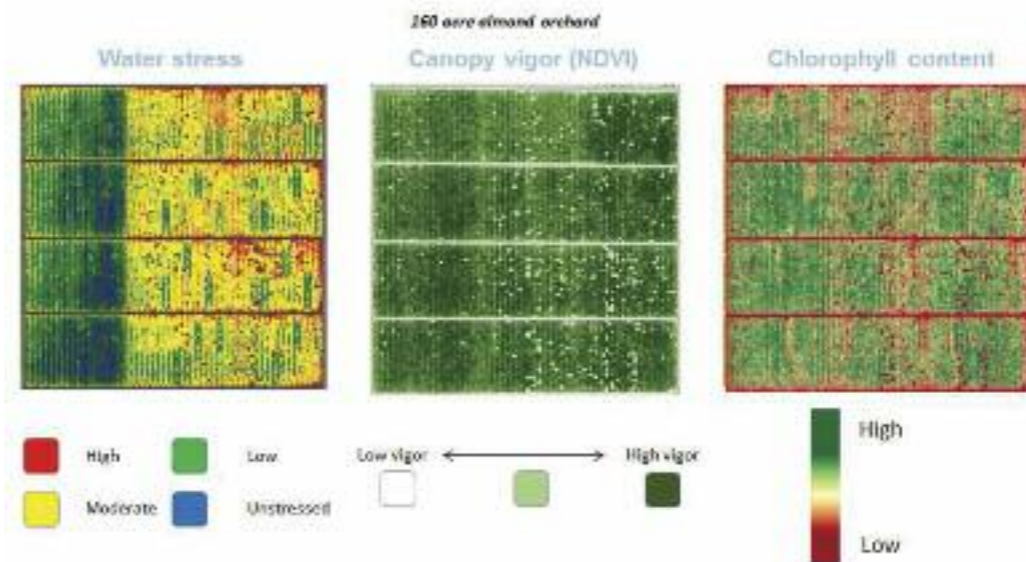 160 acre almond orchard
Water stress
Canopy vigor (NDVI)
Chlorophyll content
High
Low
Moderate
Unstressed
Low vigor
High vigor
High
Low